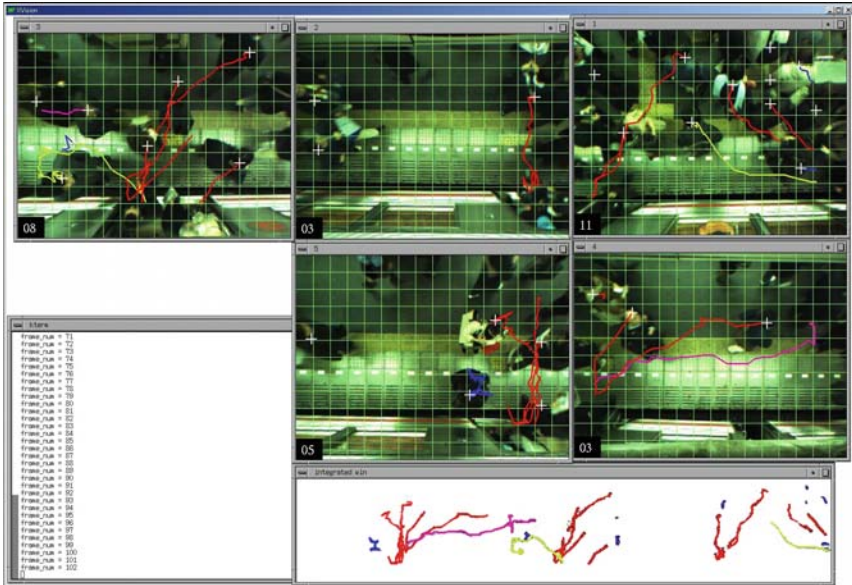 XVision
3
2
1
08
03
11
5
4
kterm
frame_num = 71
frame_num = 72
frame_num = 73
frame_num = 74
frame_num = 75
frame_num = 76
frame_num = 77
frame_num = 78
frame_num = 79
frame_num = 80
frame_num = 81
frame_num = 82
frame_num = 83
frame_num = 84
frame_num = 85
frame_num = 86
frame_num = 87
frame_num = 88
frame_num = 89
frame_num = 90
frame_num = 91
frame_num = 92
frame_num = 93
frame_num = 94
frame_num = 95
frame_num = 96
frame_num = 97
frame_num = 98
frame_num = 99
frame_num = 100
frame_num = 101
frame_num = 102
05
03
integrated win